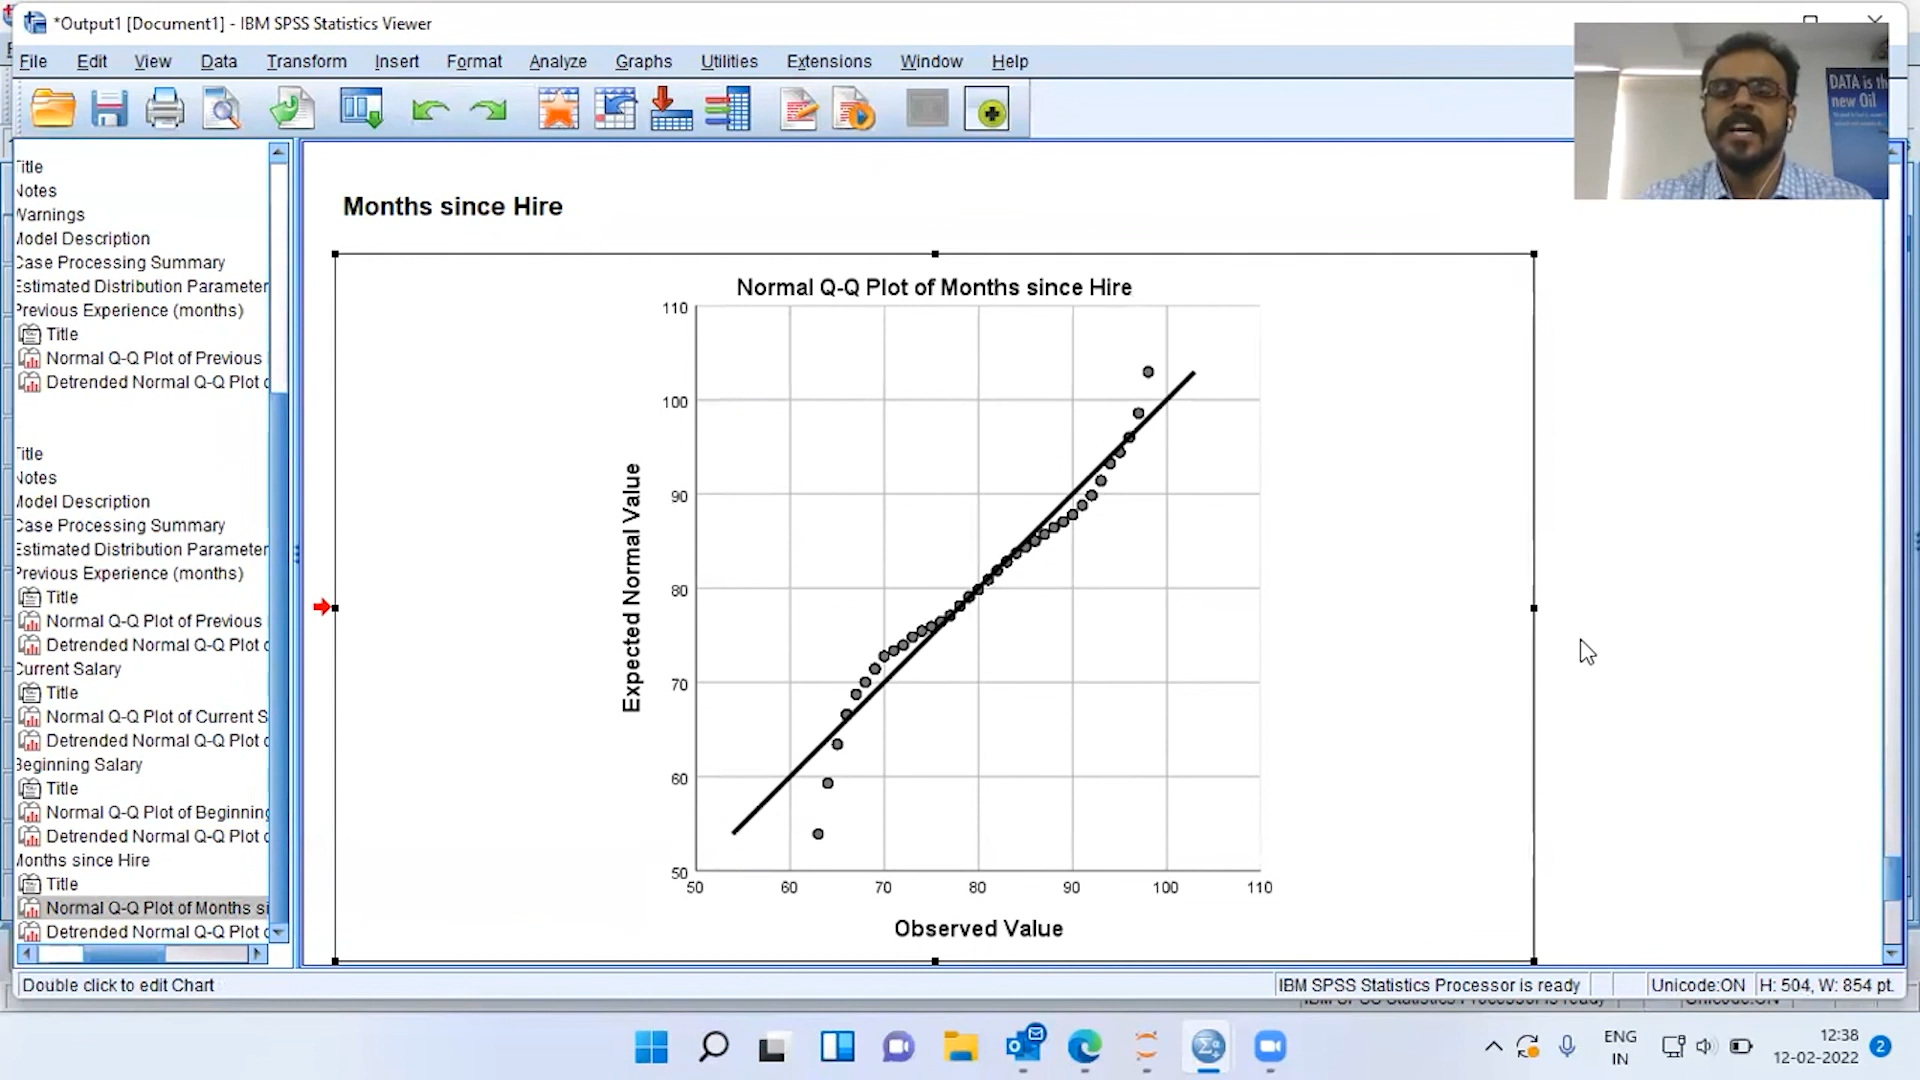 *Output1 [Document1] - IBM SPSS Statistics Viewer
File Edit View Data Transform Insert Format Analyze Graphs Utilities Extensions Window Help
DATA is th
new Oil
Title
Notes
Warnings
Model Description
Case Processing Summary
Estimated Distribution Parameter
Previous Experience (months)
Title
Normal Q-Q Plot of Previous
Detrended Normal Q-Q Plot o
Title
Notes
Model Description
Case Processing Summary
Estimated Distribution Parameter
Previous Experience (months)
Title
Normal Q-Q Plot of Previous
Detrended Normal Q-Q Plot o
Current Salary
Title
Normal Q-Q Plot of Current S
Detrended Normal Q-Q Plot o
Beginning Salary
Title
Normal Q-Q Plot of Beginning
Detrended Normal Q-Q Plot o
Months since Hire
Title
Normal Q-Q Plot of Months si
Detrended Normal Q-Q Plot o
Months since Hire
Normal Q-Q Plot of Months since Hire
110
100
90
80
70
60
50
Expected Normal Value
50 60 70 80 90 100 110
Observed Value
Double click to edit Chart
IBM SPSS Statistics Processor is ready
Unicode:ON
H: 504, W: 854 pt.
ENG
IN
12:38
12-02-2022
2